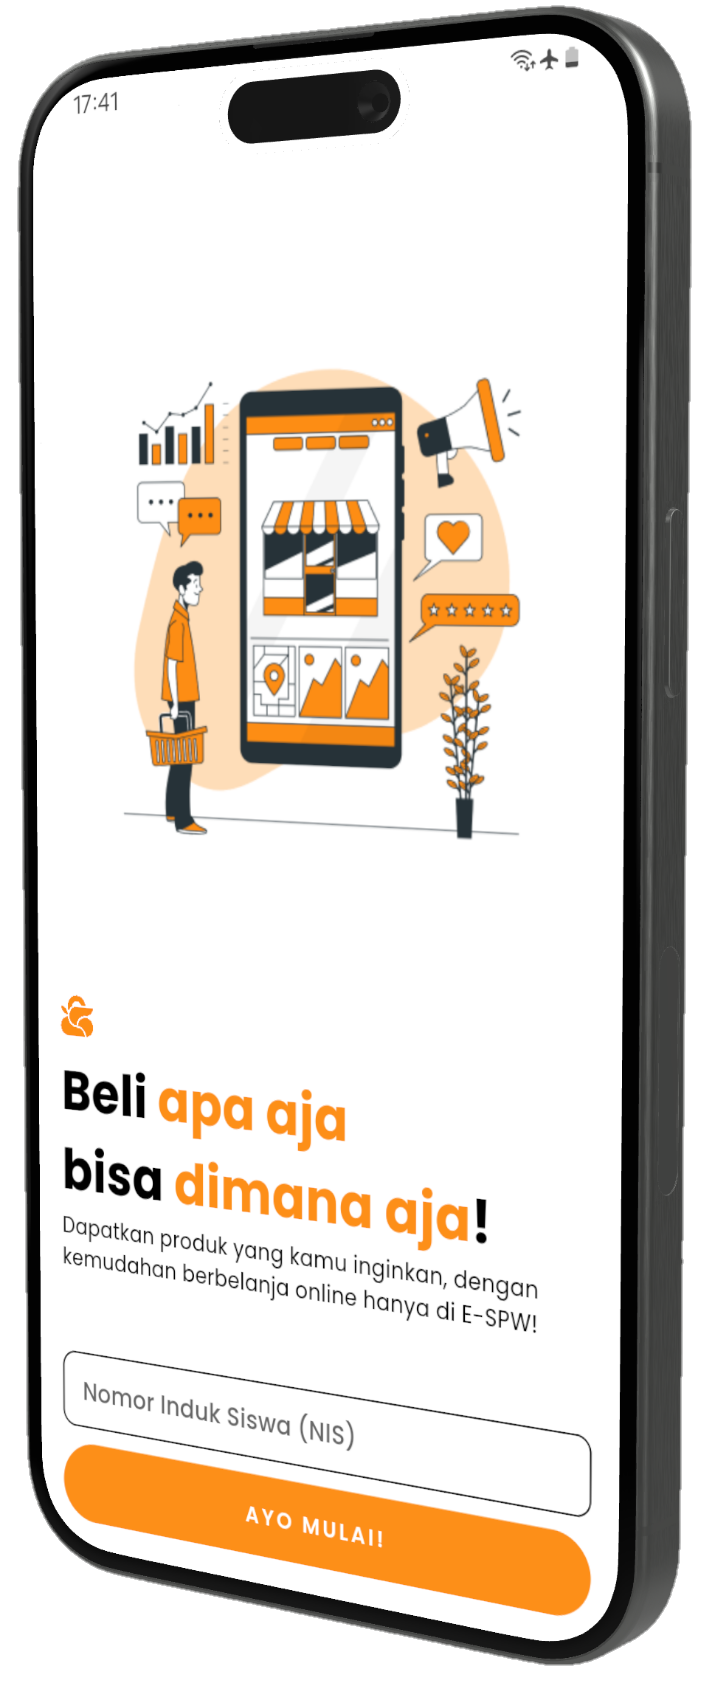 17:41
Beli apa aja
bisa dimana aja!
Dapatkan produk yang kamu inginkan, dengan
kemudahan berbelanja online hanya di E-SPW!
Nomor Induk Siswa (NIS)
AYO MULAI!